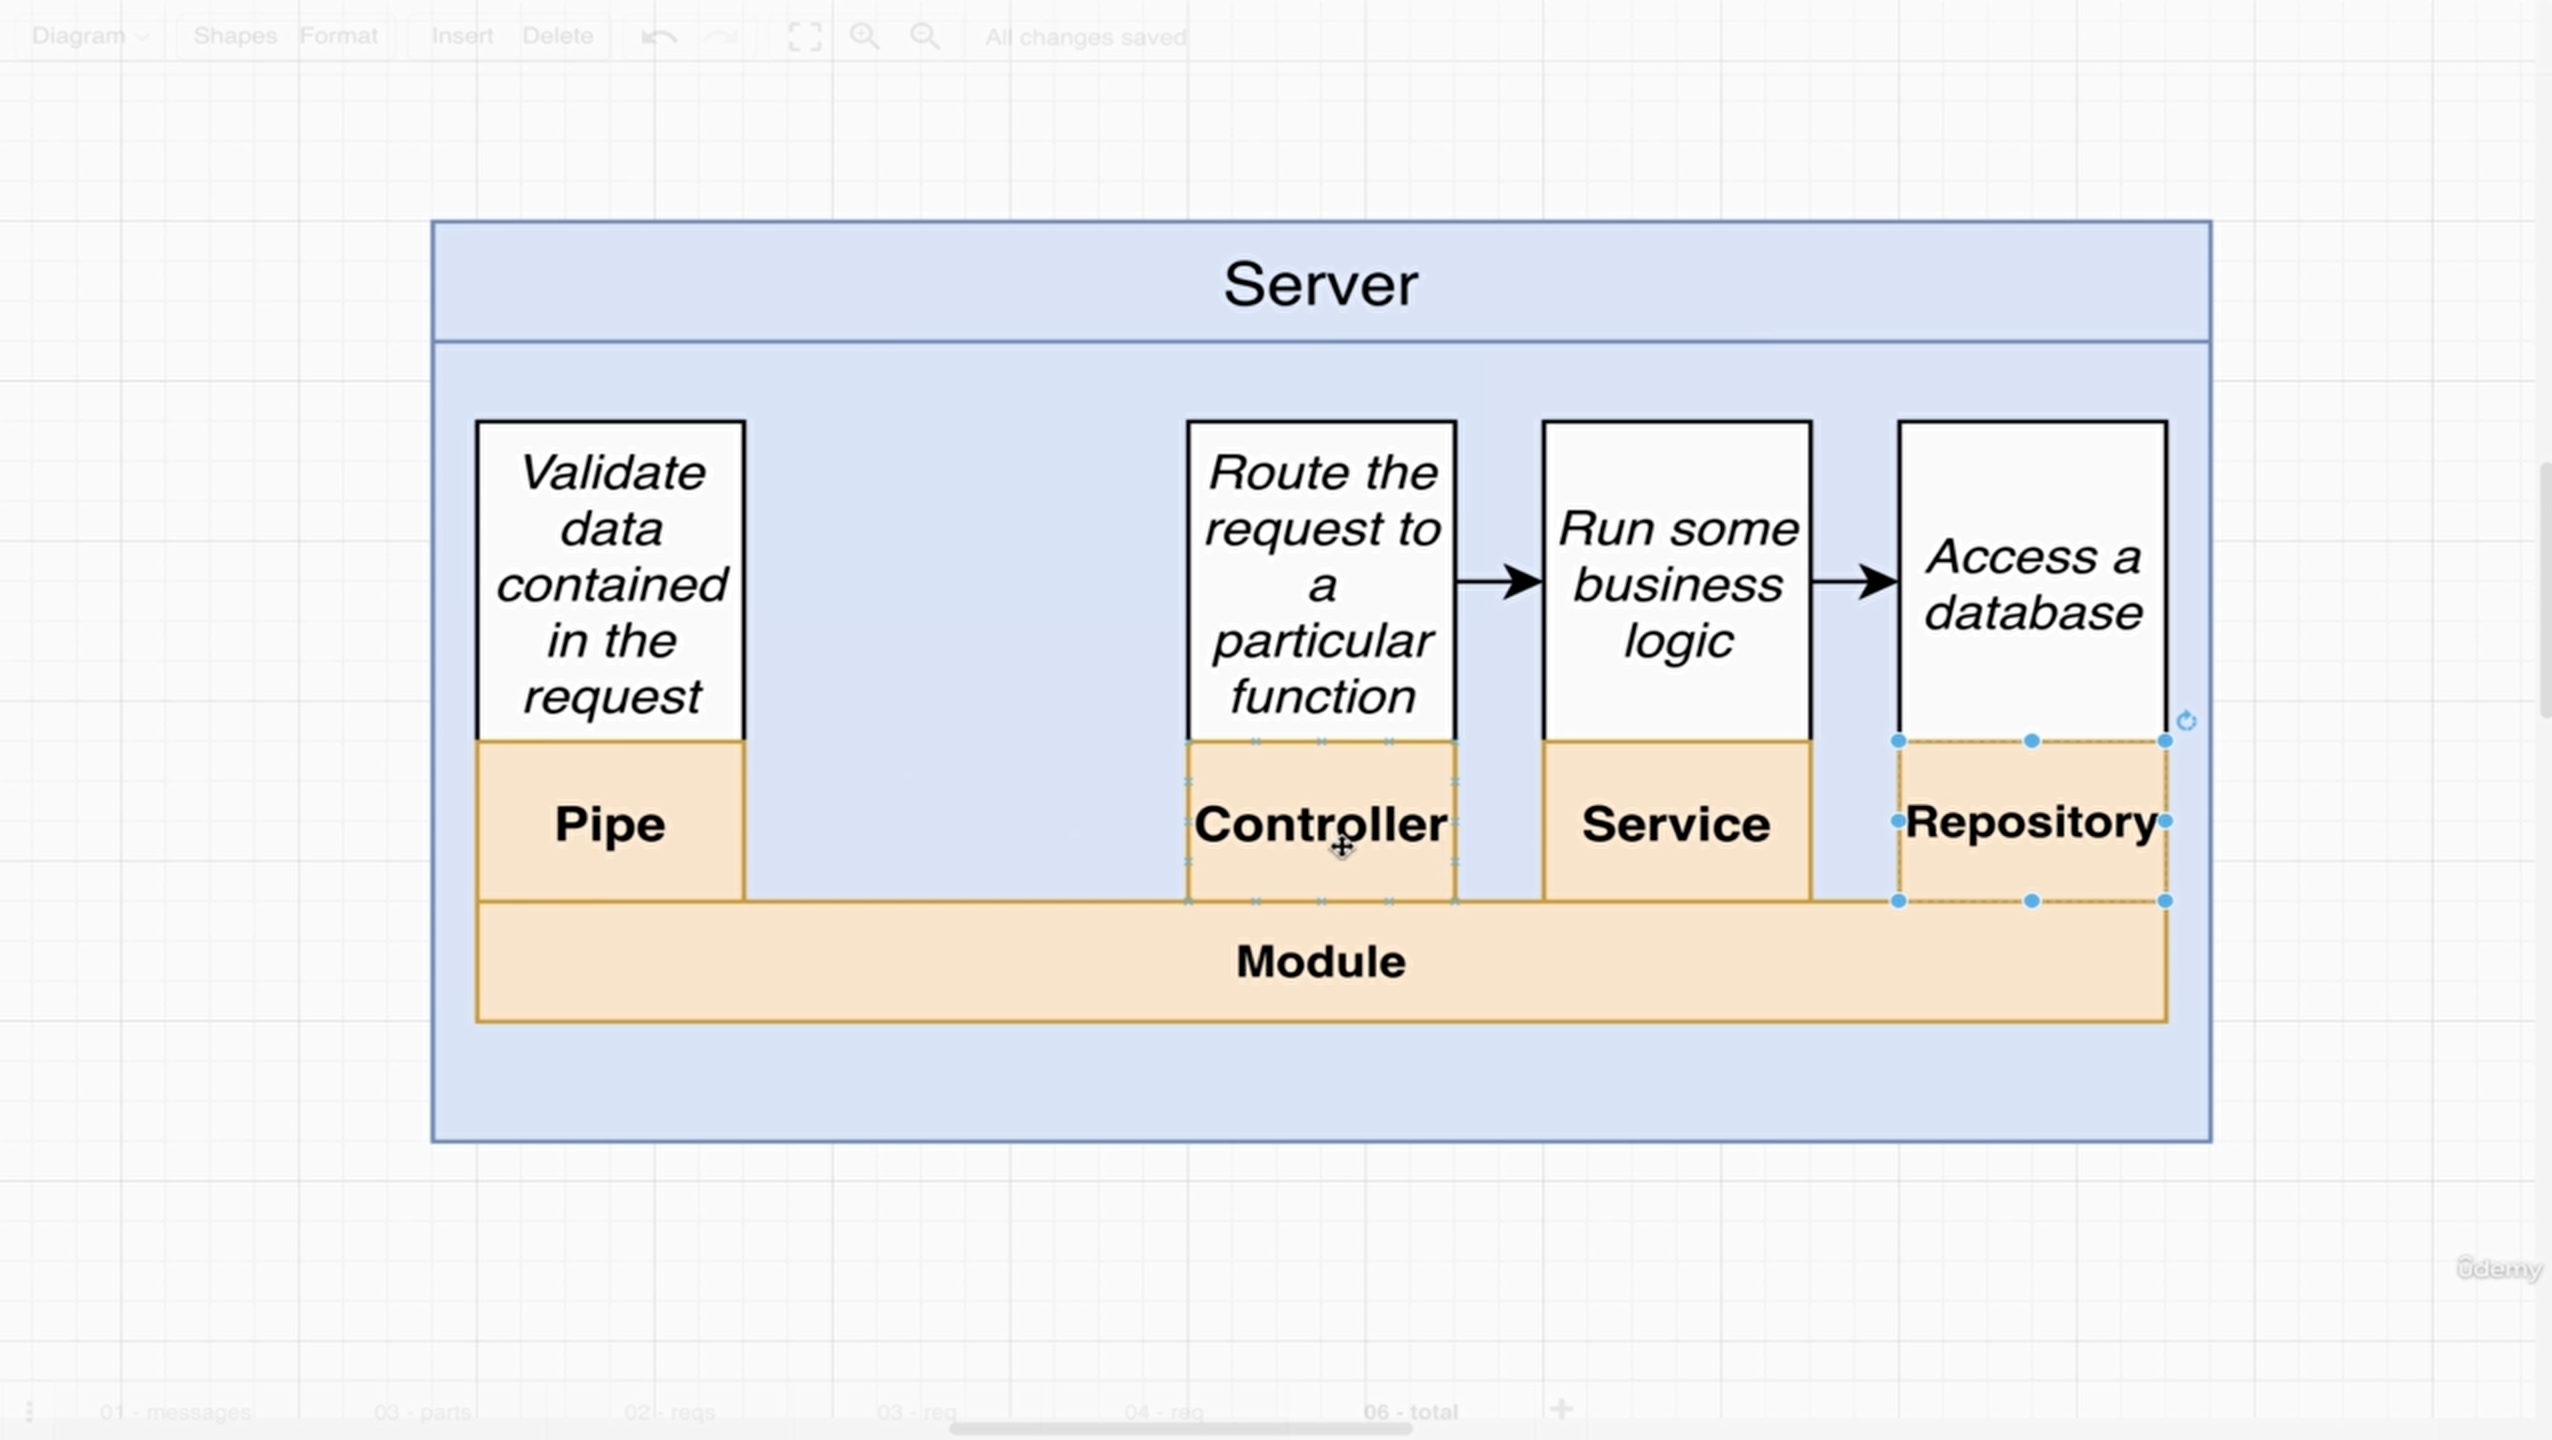 Diagram
Shapes
Format
Insert
Delete
All changes saved
Server
Validate
data
contained
in the
request
Route the
request to
a
particular
function
Run some
business
logic
Access a
database
Pipe
Controller
Service
Repository
Module
ûdemy
01 - messages
03 - parts
02 - reqs
03 - req
04 - req
06 - total